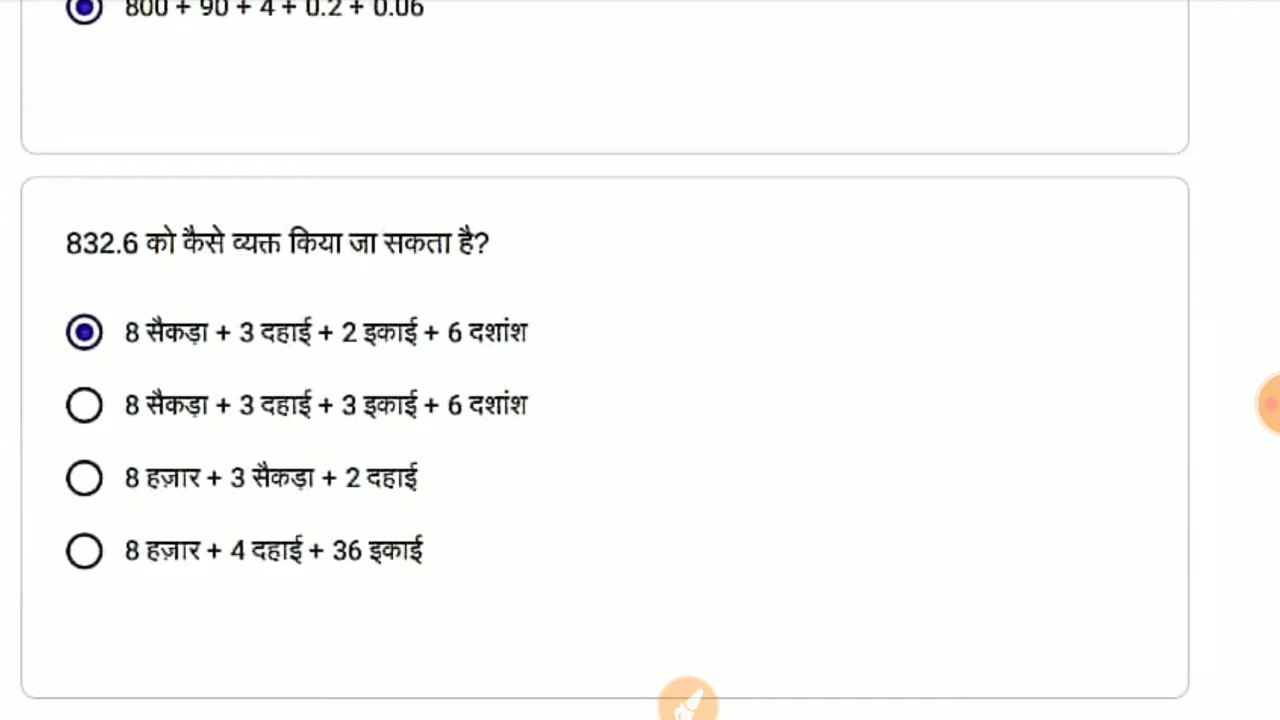 800 + 90 + 4 + 0.2 + 0.06
832.6 को कैसे व्यक्त किया जा सकता है?
8 सैकड़ा + 3 दहाई + 2 इकाई + 6 दशांश
8 सैकड़ा + 3 दहाई + 3 इकाई + 6 दशांश
8 हज़ार + 3 सैकड़ा + 2 दहाई
8 हज़ार + 4 दहाई + 36 इकाई